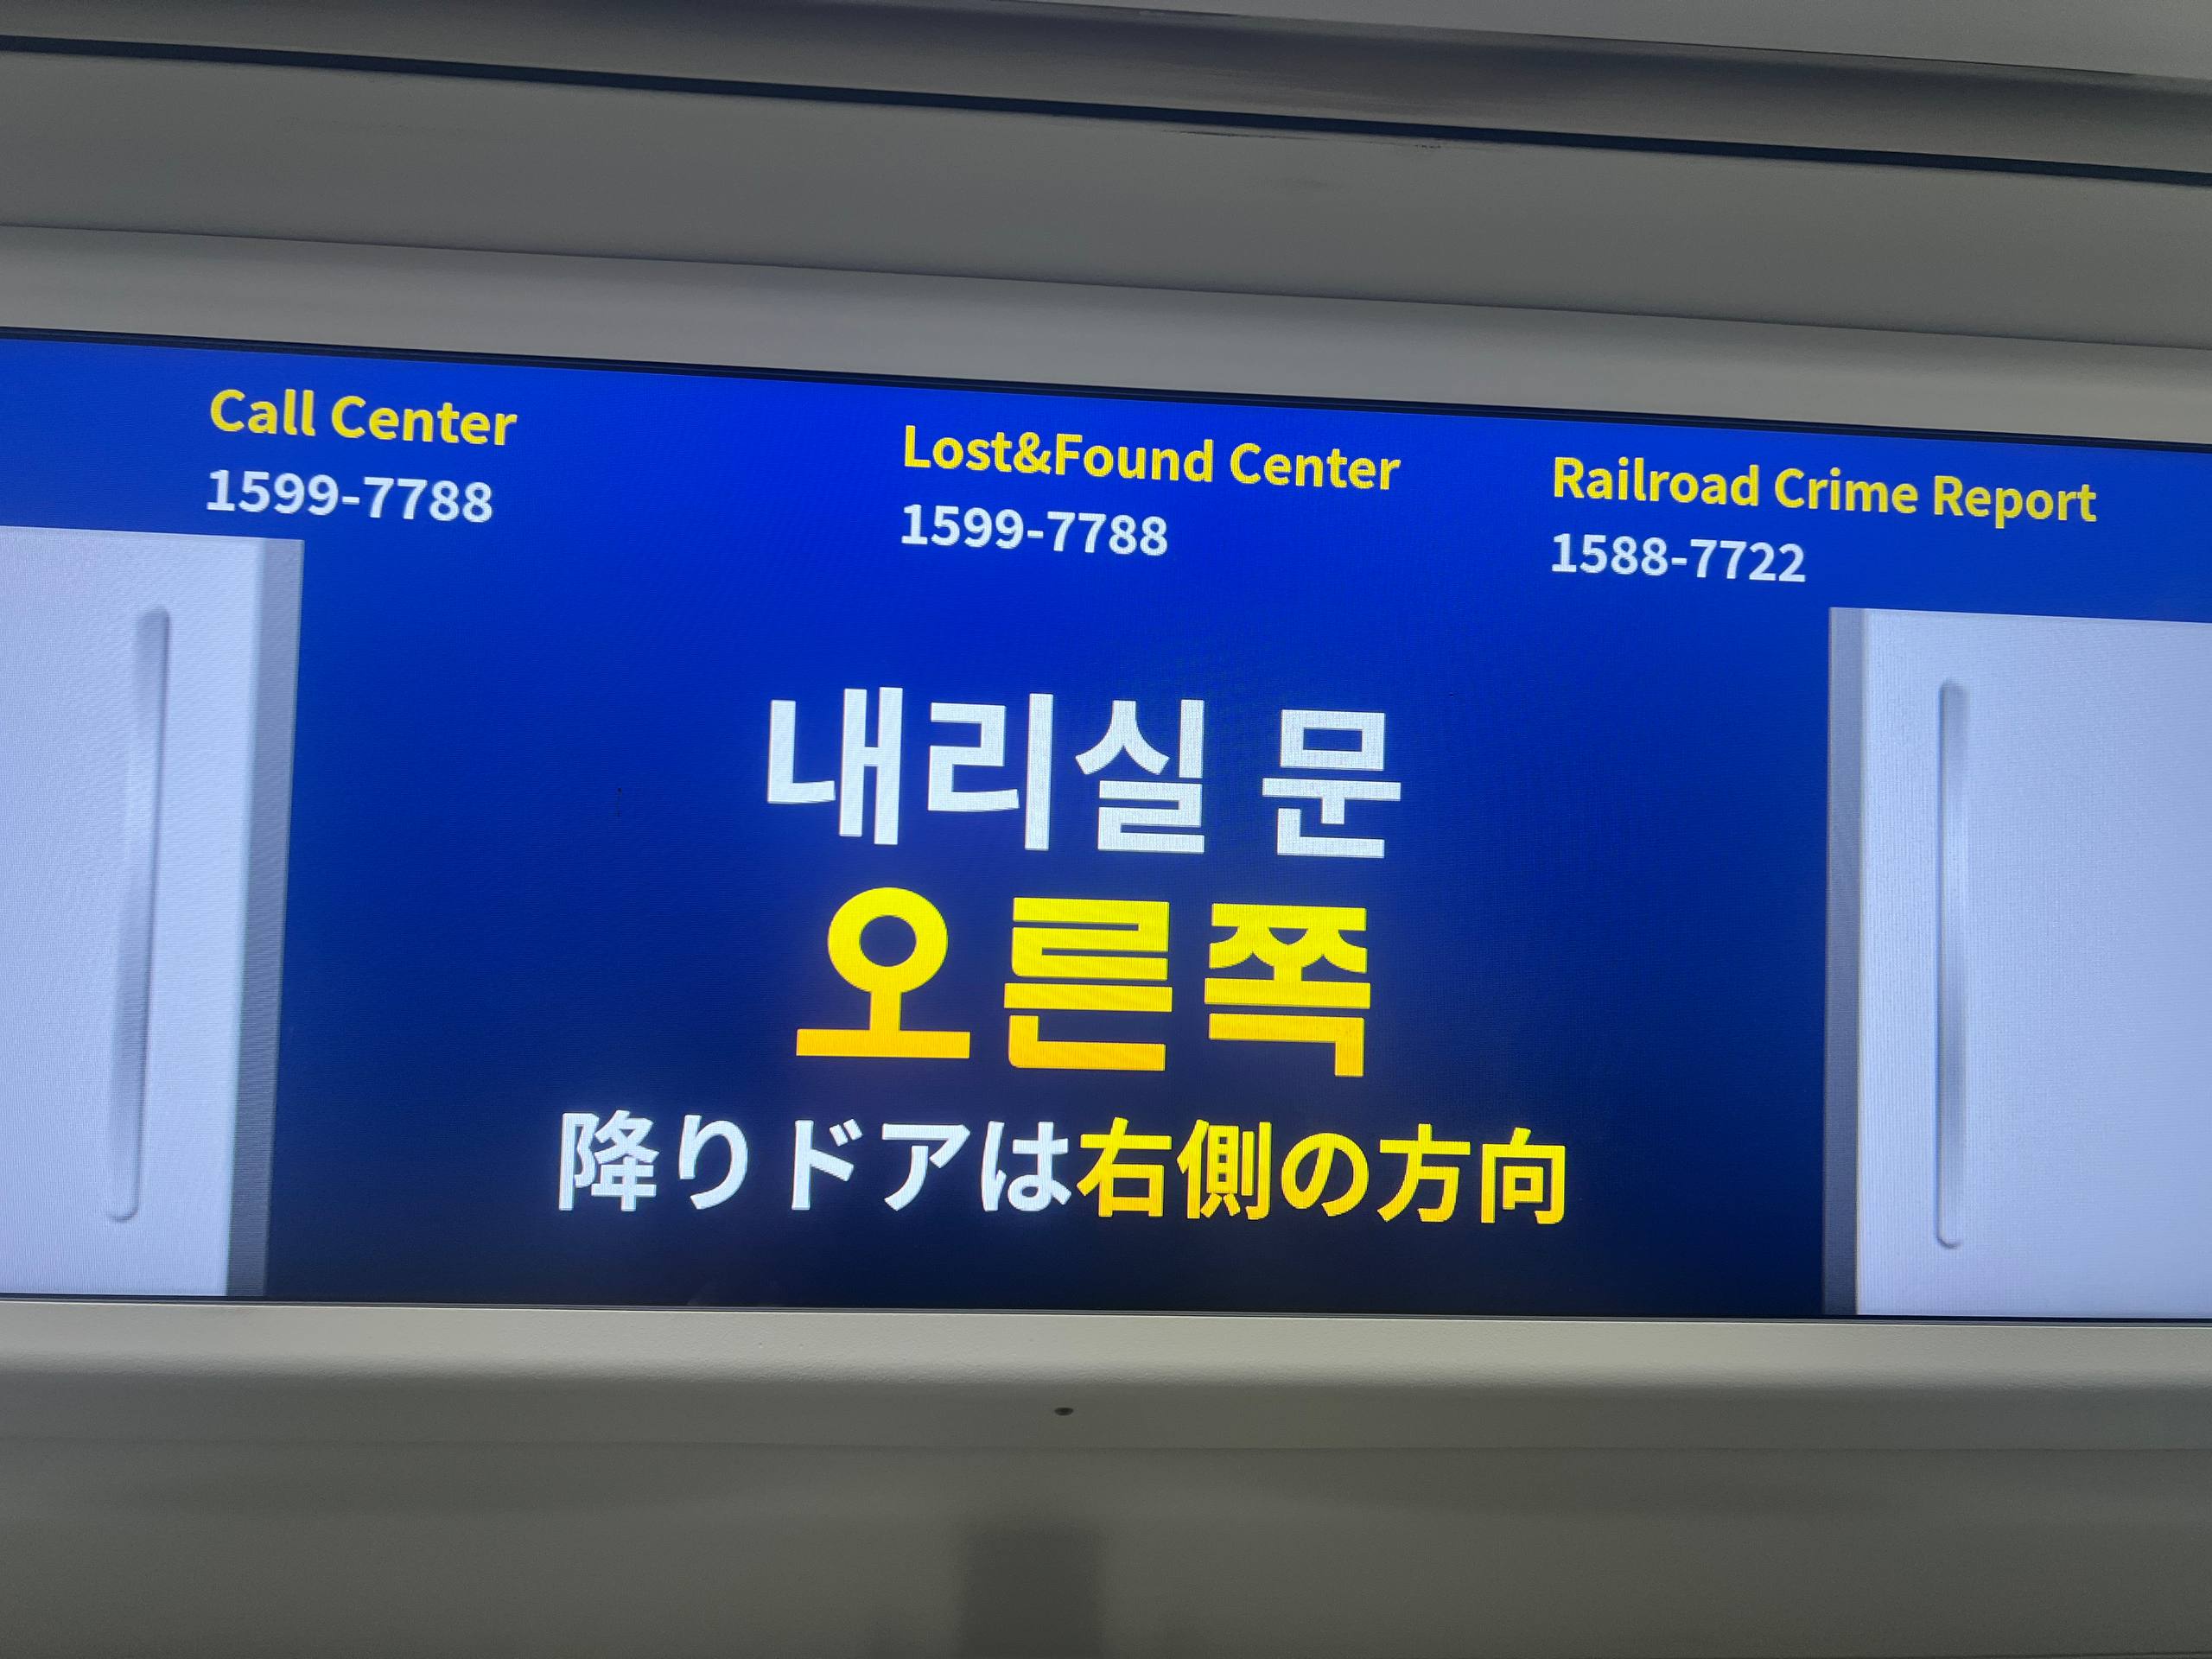 Call Center
1599-7788
Lost&Found Center
1599-7788
Railroad Crime Report
1588-7722
내리실 문
오른쪽
降りドアは右側の方向